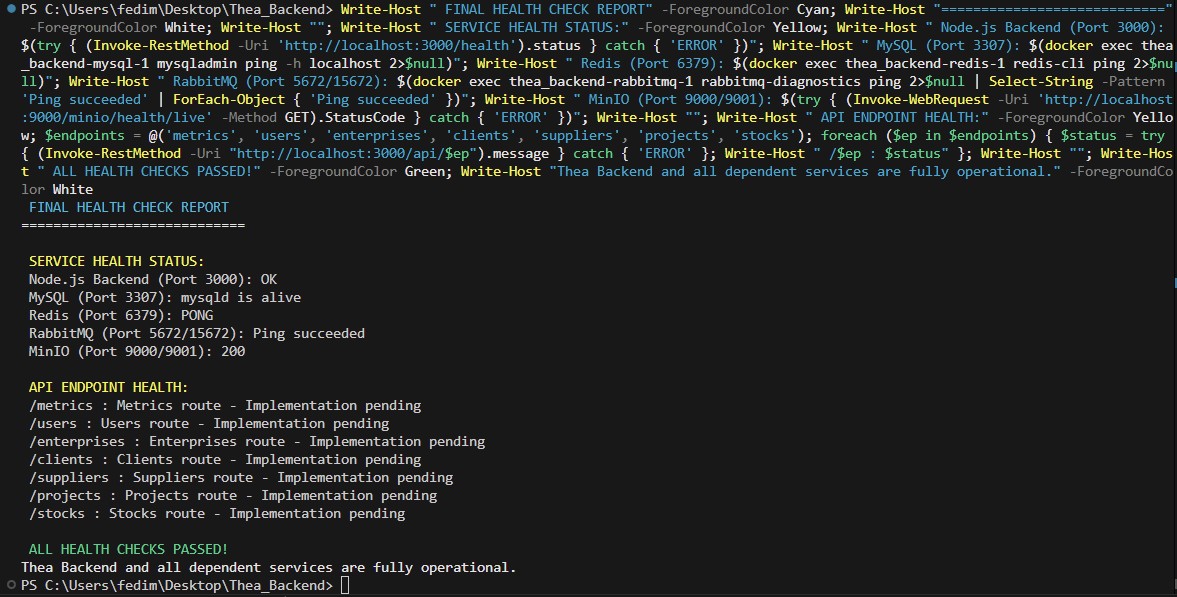 PS C:\Users\fedim\Desktop\Thea_Backend> Write-Host " FINAL HEALTH CHECK REPORT" -ForegroundColor Cyan; Write-Host "============================"
-ForegroundColor White; Write-Host ""; Write-Host " SERVICE HEALTH STATUS:" -ForegroundColor Yellow; Write-Host " Node.js Backend (Port 3000):
$(try { (Invoke-RestMethod -Uri 'http://localhost:3000/health').status } catch { 'ERROR' })"; Write-Host " MySQL (Port 3307): $(docker exec thea
_backend-mysql-1 mysqladmin ping -h localhost 2>$null)"; Write-Host " Redis (Port 6379): $(docker exec thea_backend-redis-1 redis-cli ping 2>$nu
ll)"; Write-Host " RabbitMQ (Port 5672/15672): $(docker exec thea_backend-rabbitmq-1 rabbitmq-diagnostics ping 2>$null | Select-String -Pattern
'Ping succeeded' | ForEach-Object { 'Ping succeeded' })"; Write-Host " MinIO (Port 9000/9001): $(try { (Invoke-WebRequest -Uri 'http://localhost
:9000/minio/health/live' -Method GET).StatusCode } catch { 'ERROR' })"; Write-Host ""; Write-Host " API ENDPOINT HEALTH:" -ForegroundColor Yello
w; $endpoints = @('metrics', 'users', 'enterprises', 'clients', 'suppliers', 'projects', 'stocks'); foreach ($ep in $endpoints) { $status = try
{ (Invoke-RestMethod -Uri "http://localhost:3000/api/$ep").message } catch { 'ERROR' }; Write-Host " /$ep : $status" }; Write-Host ""; Write-Hos
t " ALL HEALTH CHECKS PASSED!" -ForegroundColor Green; Write-Host "Thea Backend and all dependent services are fully operational." -ForegroundCo
lor White
FINAL HEALTH CHECK REPORT
============================
SERVICE HEALTH STATUS:
Node.js Backend (Port 3000): OK
MySQL (Port 3307): mysqld is alive
Redis (Port 6379): PONG
RabbitMQ (Port 5672/15672): Ping succeeded
MinIO (Port 9000/9001): 200
API ENDPOINT HEALTH:
/metrics : Metrics route - Implementation pending
/users : Users route - Implementation pending
/enterprises : Enterprises route - Implementation pending
/clients : Clients route - Implementation pending
/suppliers : Suppliers route - Implementation pending
/projects : Projects route - Implementation pending
/stocks : Stocks route - Implementation pending
ALL HEALTH CHECKS PASSED!
Thea Backend and all dependent services are fully operational.
PS C:\Users\fedim\Desktop\Thea_Backend>